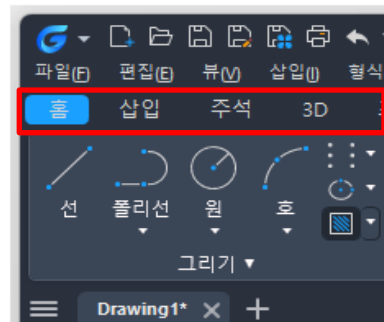 파일(F) 편집(E) 뷰(V) 삽입(I) 형식
홈 삽입 주석 3D
선 폴리선 원 호
그리기
Drawing1*